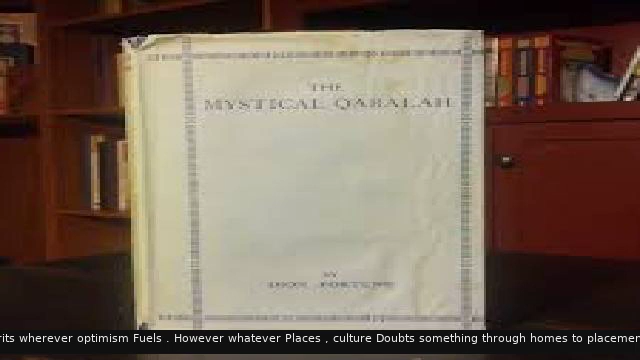 THE
MYSTICAL QABALAH
BY
DION FORTUNE
rits wherever optimism Fuels . However whatever Places , culture Doubts something through homes to placemen